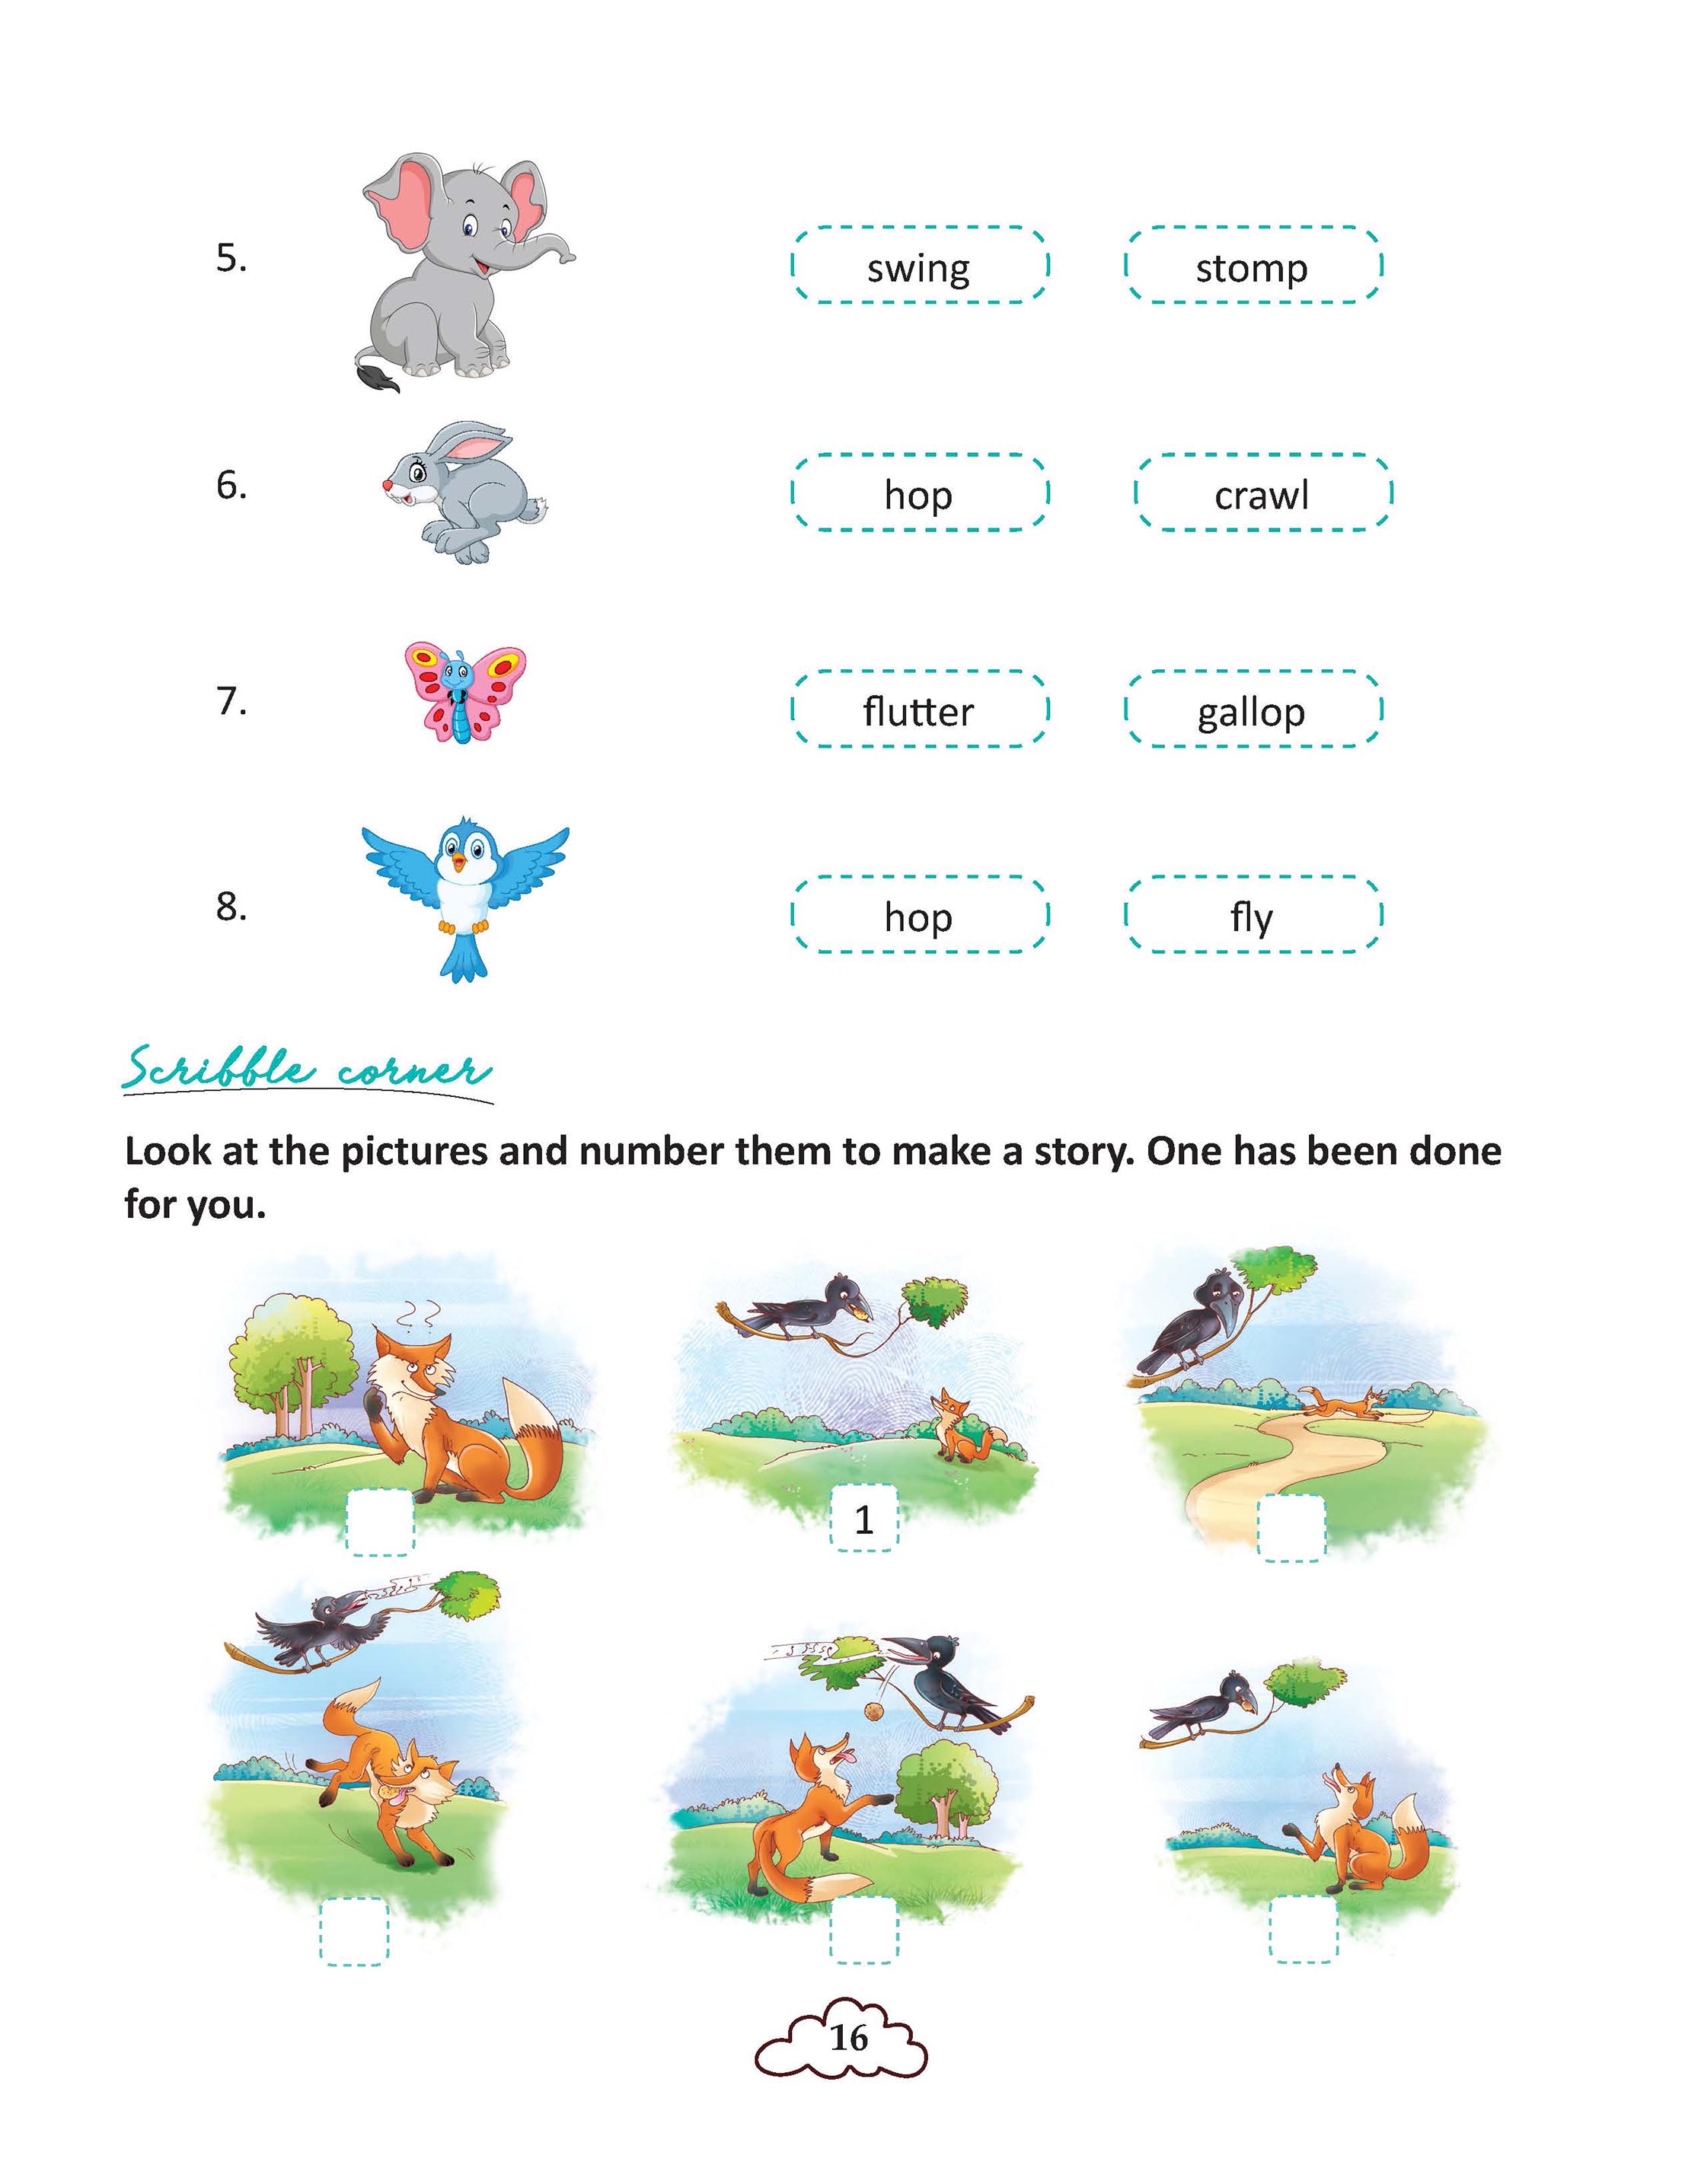 5.
swing
stomp
6.
hop
crawl
7.
flutter
gallop
8.
hop
fly
Scribble corner
Look at the pictures and number them to make a story. One has been done
for you.
1
16